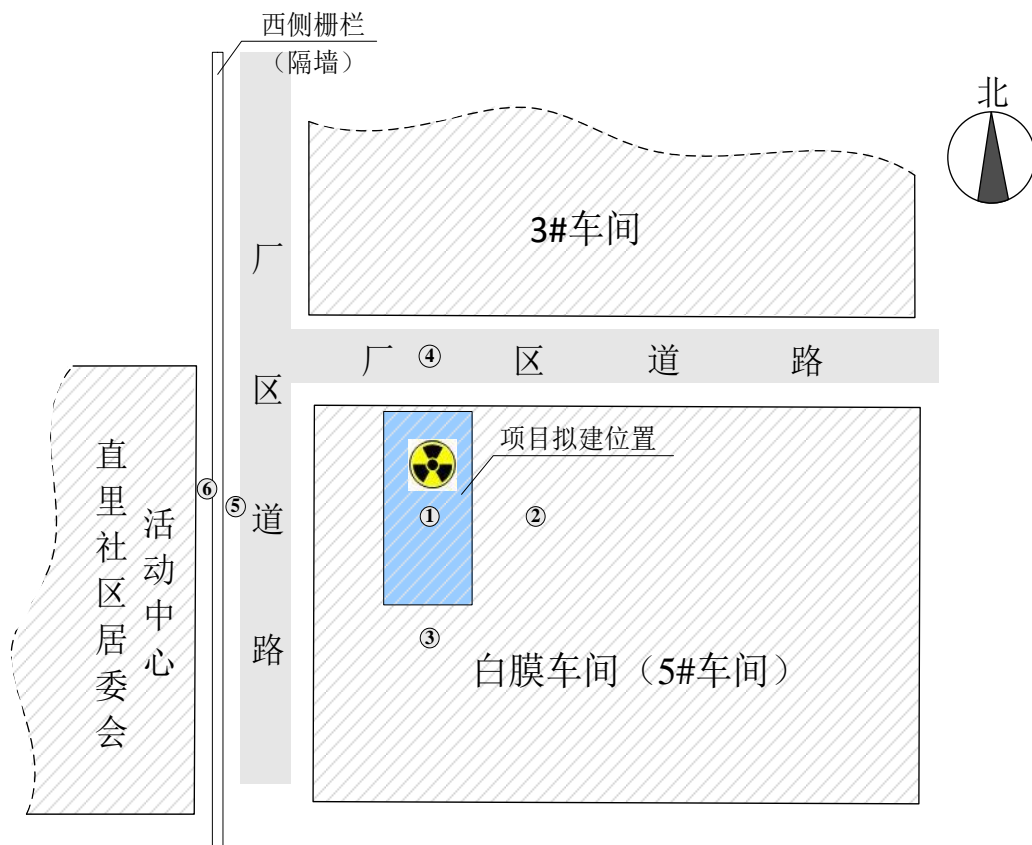 西侧栅栏
（隔墙）
北
3#车间
厂区道路
厂④区道路
项目拟建位置
①
②
③
⑤
⑥
直里社区居委会
活动中心
白膜车间（5#车间）